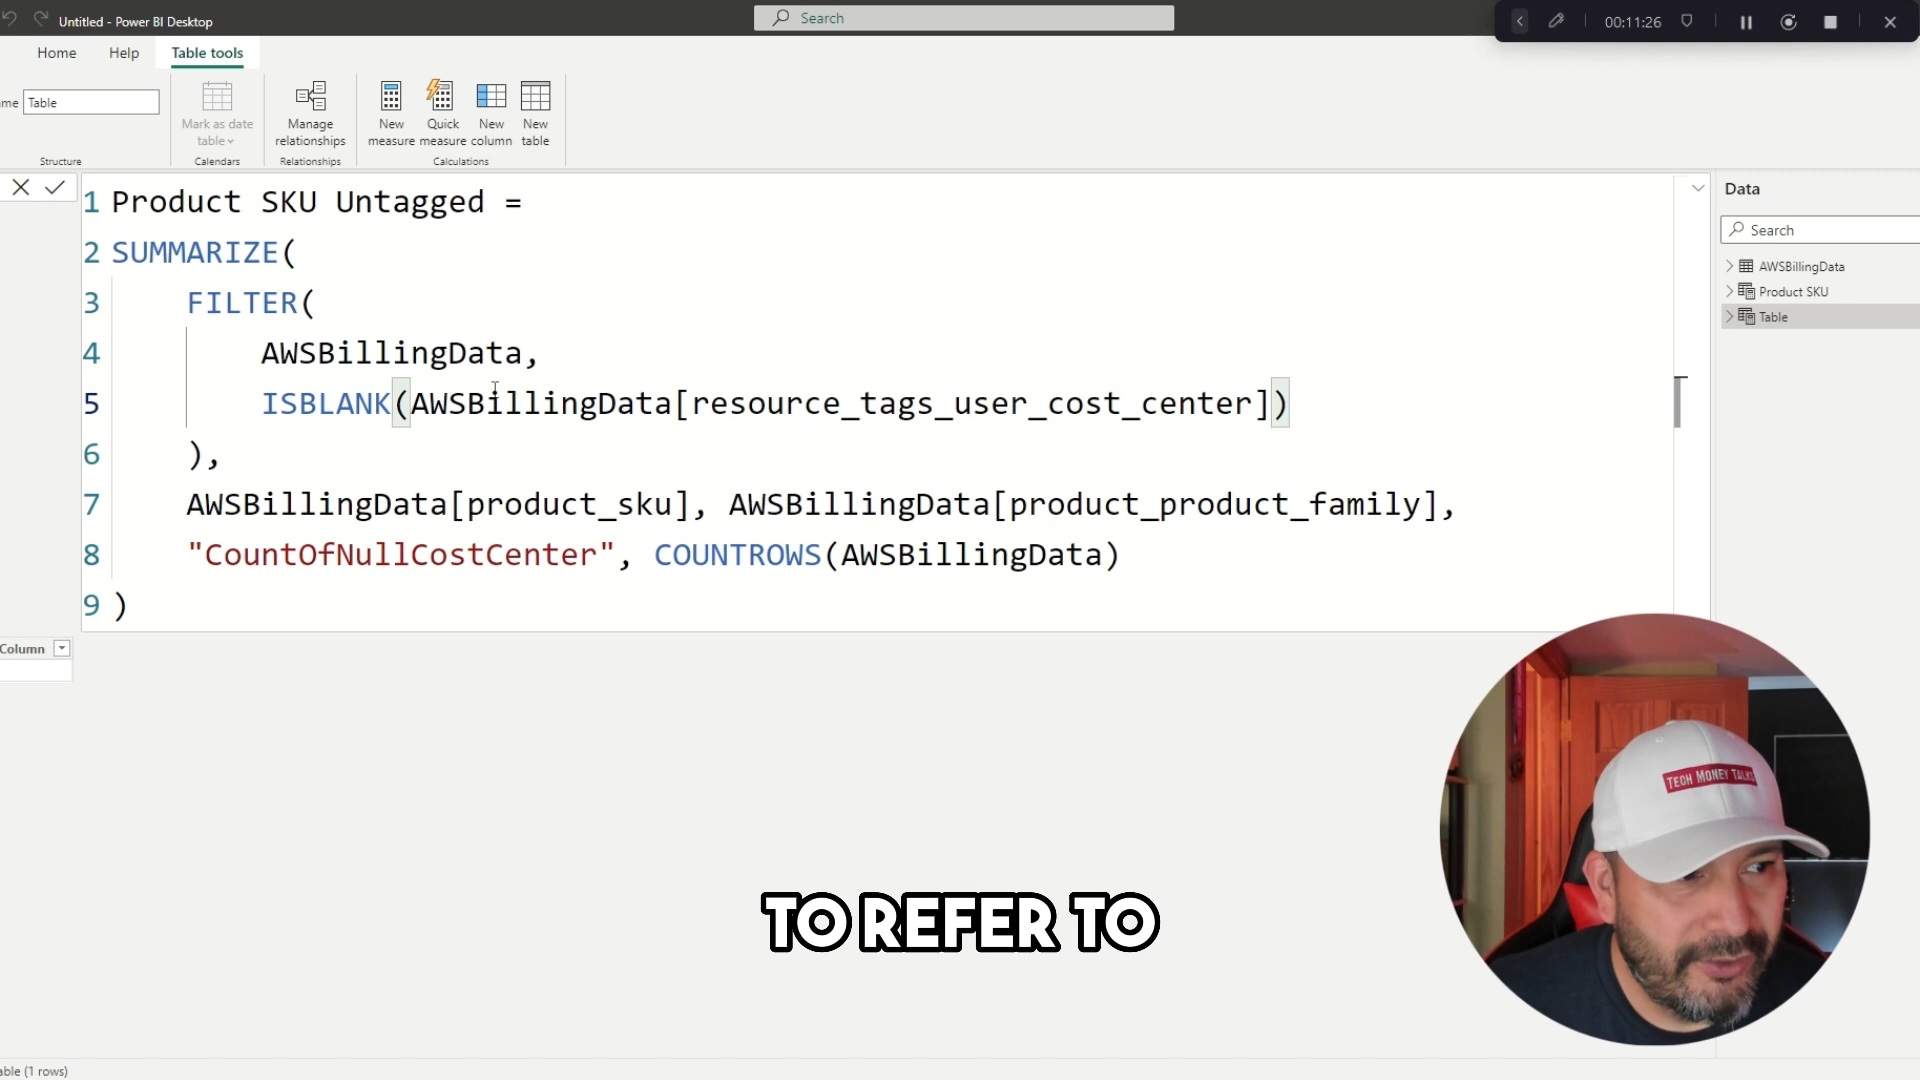 Untitled - Power BI Desktop
Search
00:11:26
Home
Help
Table tools
me
Table
Mark as date
table
Manage
relationships
New
measure
Quick
measure
New
column
New
table
Structure
Calendars
Relationships
Calculations
1 Product SKU Untagged =
2 SUMMARIZE(
3 FILTER(
4 AWSBillingData,
5 ISBLANK(AWSBillingData[resource_tags_user_cost_center])
6 ),
7 AWSBillingData[product_sku], AWSBillingData[product_product_family],
8 "CountOfNullCostCenter", COUNTROWS(AWSBillingData)
9 )
Data
Search
AWSBillingData
Product SKU
Table
Column
TECH MONEY TALKS
TO REFER TO
able (1 rows)